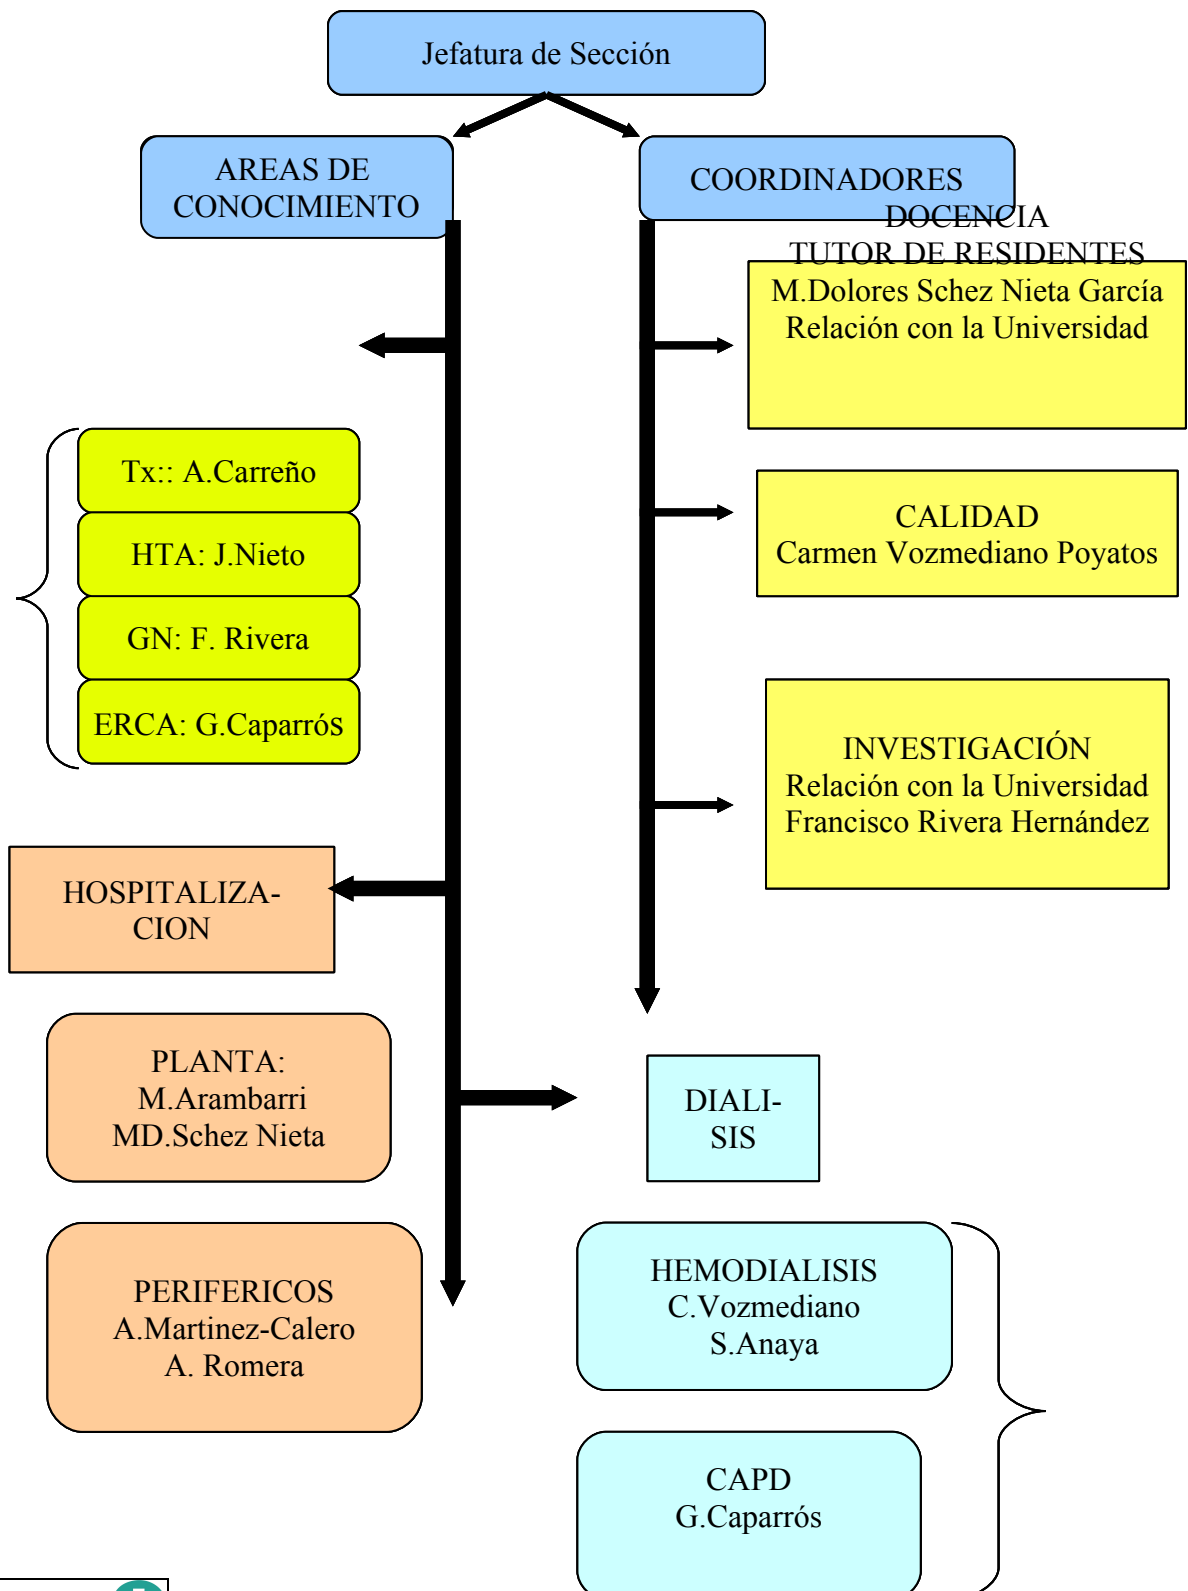 Jefatura de Sección
AREAS DE
CONOCIMIENTO
COORDINADORES
DOCENCIA
TUTOR DE RESIDENTES
M.Dolores Schez Nieta García
Relación con la Universidad
Tx:: A.Carreño
HTA: J.Nieto
GN: F. Rivera
ERCA: G.Caparrós
CALIDAD
Carmen Vozmediano Poyatos
INVESTIGACIÓN
Relación con la Universidad
Francisco Rivera Hernández
HOSPITALIZA-
CION
PLANTA:
M.Arambarri
MD.Schez Nieta
DIALI-
SIS
PERIFERICOS
A.Martinez-Calero
A. Romera
HEMODIALISIS
C.Vozmediano
S.Anaya
CAPD
G.Caparrós